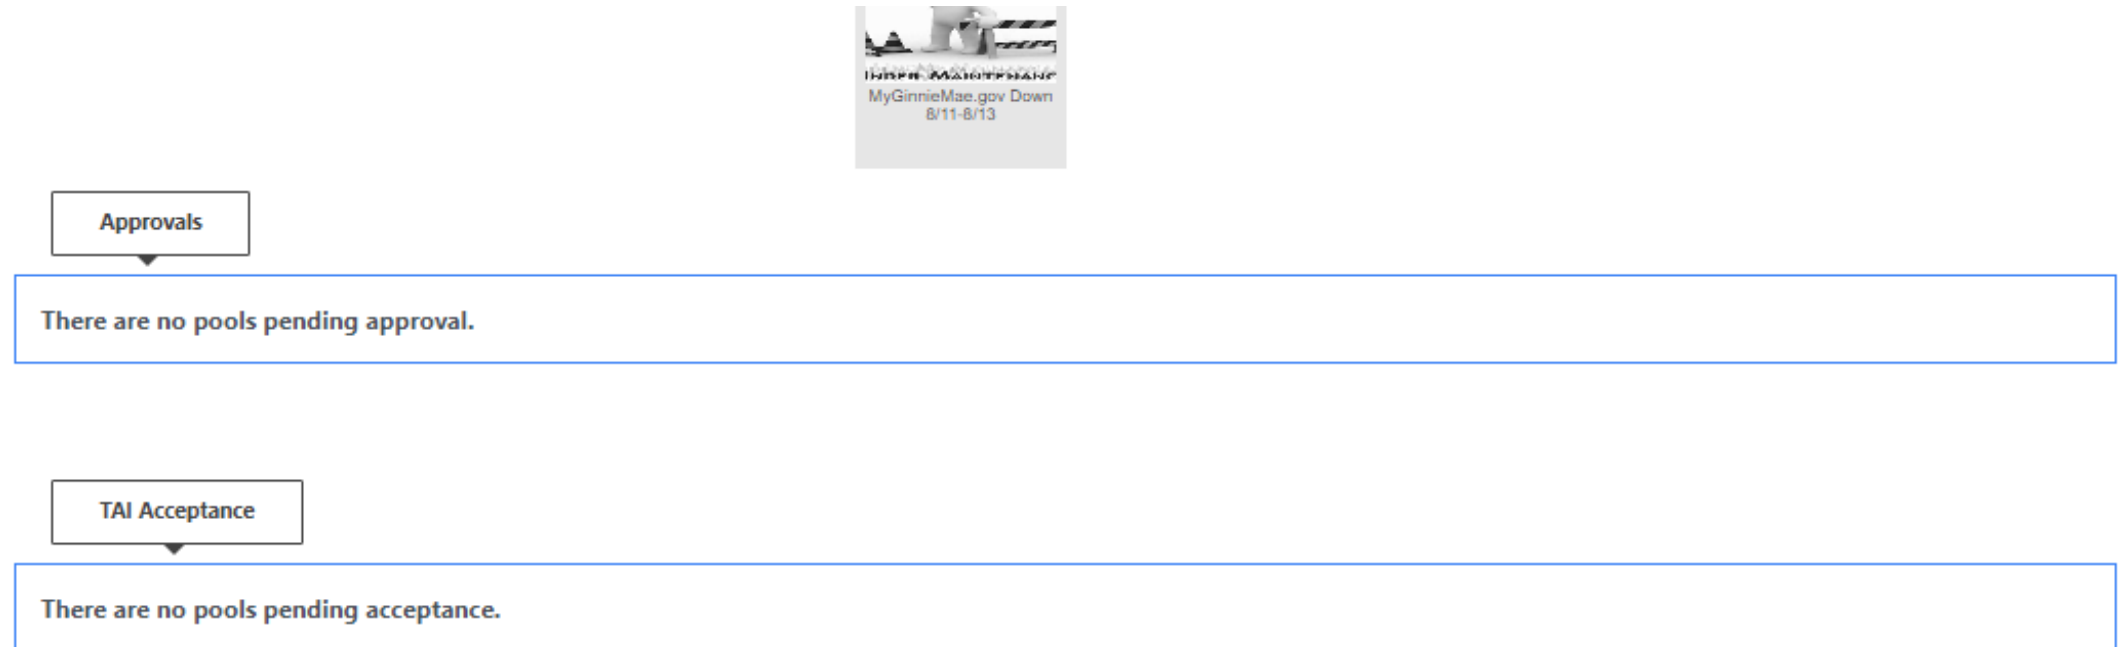 MyGinnieMae.gov Down
8/11-8/13
Approvals
There are no pools pending approval.
TAI Acceptance
There are no pools pending acceptance.